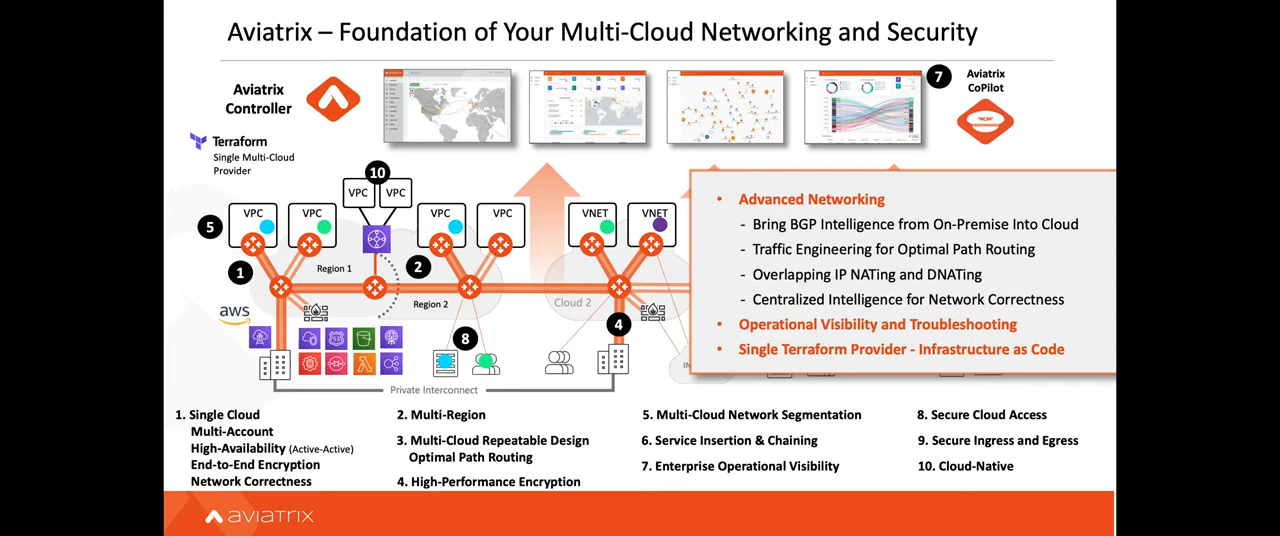 Aviatrix – Foundation of Your Multi-Cloud Networking and Security
Aviatrix
Controller
7
Aviatrix
CoPilot
Terraform
Single Multi-Cloud
Provider
10
VPC
VPC
5
VPC
VPC
VPC
VPC
VNET
VNET
1
Region 1
2
Region 2
Cloud 2
aws
4
8
IN
Private Interconnect
• Advanced Networking
- Bring BGP Intelligence from On-Premise Into Cloud
- Traffic Engineering for Optimal Path Routing
- Overlapping IP NATing and DNATing
- Centralized Intelligence for Network Correctness
• Operational Visibility and Troubleshooting
• Single Terraform Provider - Infrastructure as Code
1. Single Cloud
Multi-Account
High-Availability (Active-Active)
End-to-End Encryption
Network Correctness
2. Multi-Region
3. Multi-Cloud Repeatable Design
Optimal Path Routing
4. High-Performance Encryption
5. Multi-Cloud Network Segmentation
6. Service Insertion & Chaining
7. Enterprise Operational Visibility
8. Secure Cloud Access
9. Secure Ingress and Egress
10. Cloud-Native
aviatrix